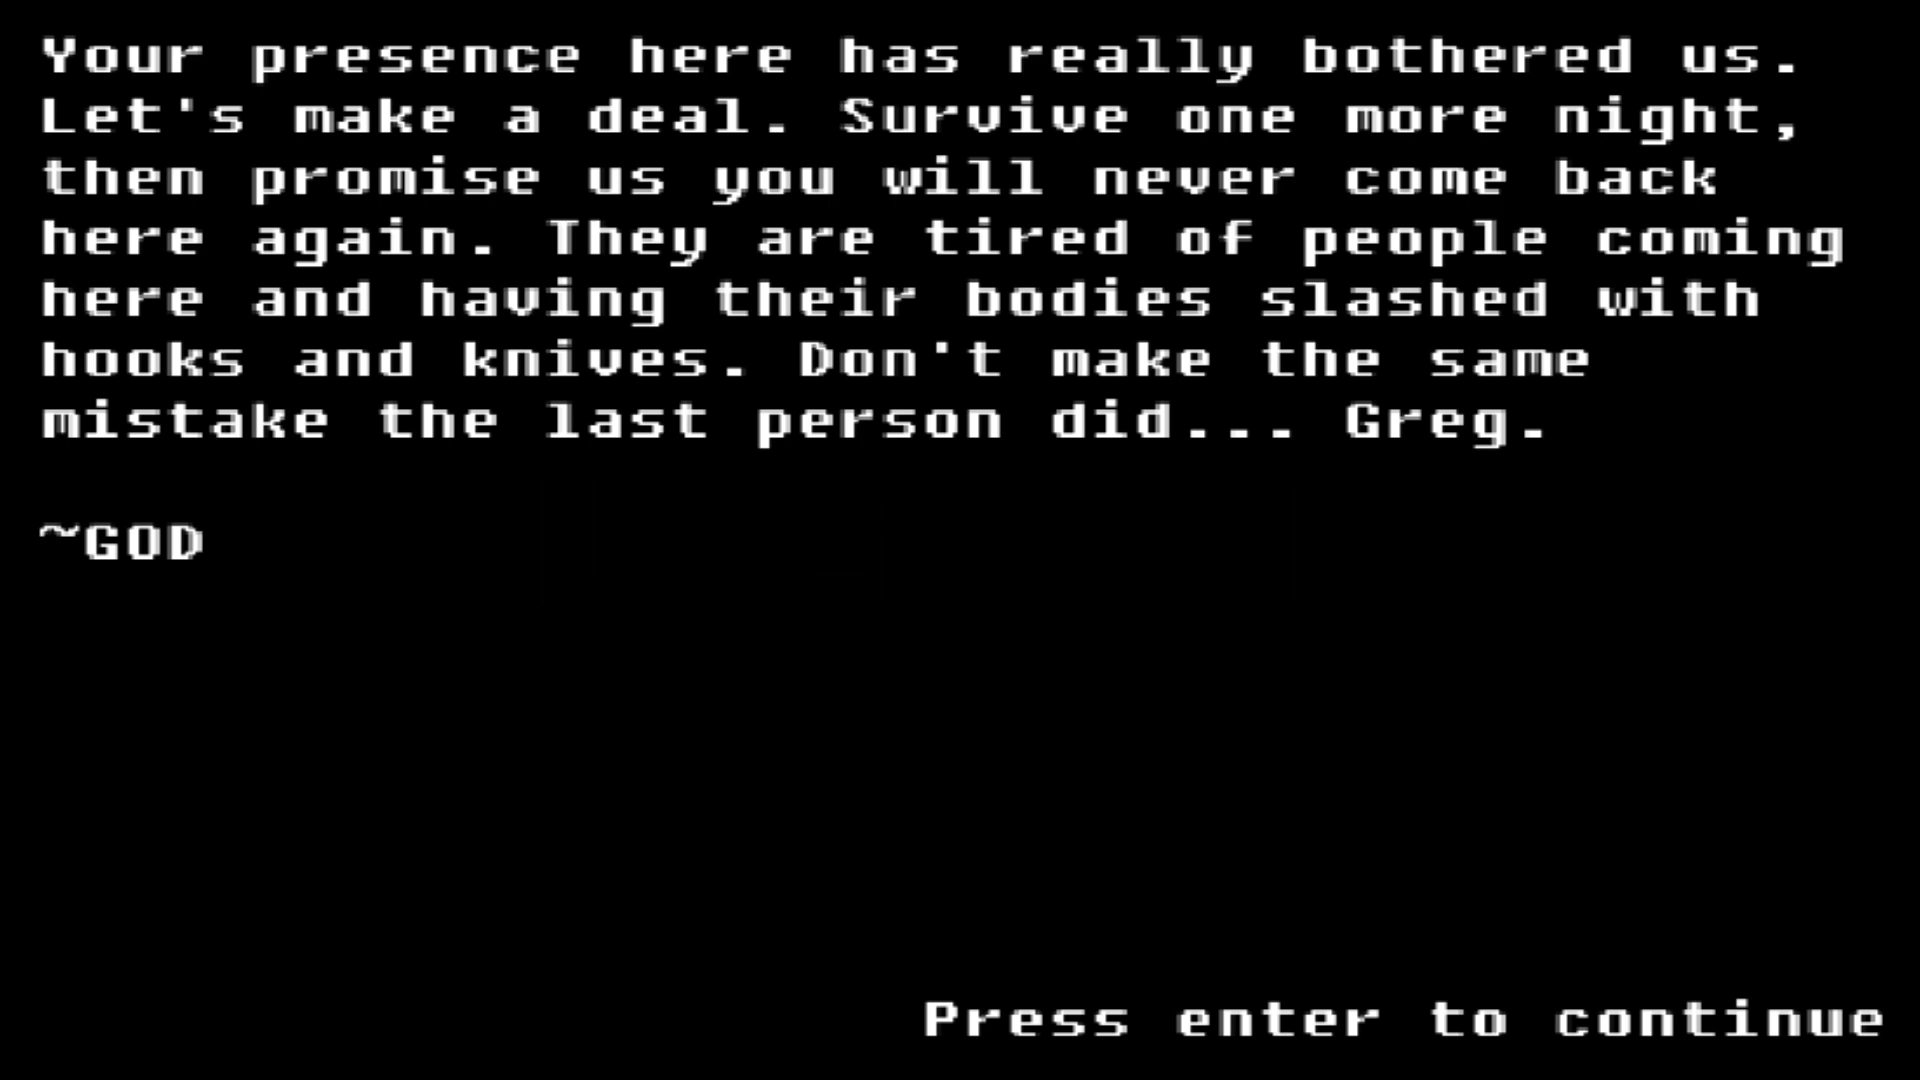 Your presence here has really bothered us.
Let's make a deal. Survive one more night,
then promise us you will never come back
here again. They are tired of people coming
here and having their bodies slashed with
hooks and knives. Don't make the same
mistake the last person did... Greg.
~GOD
Press enter to continue